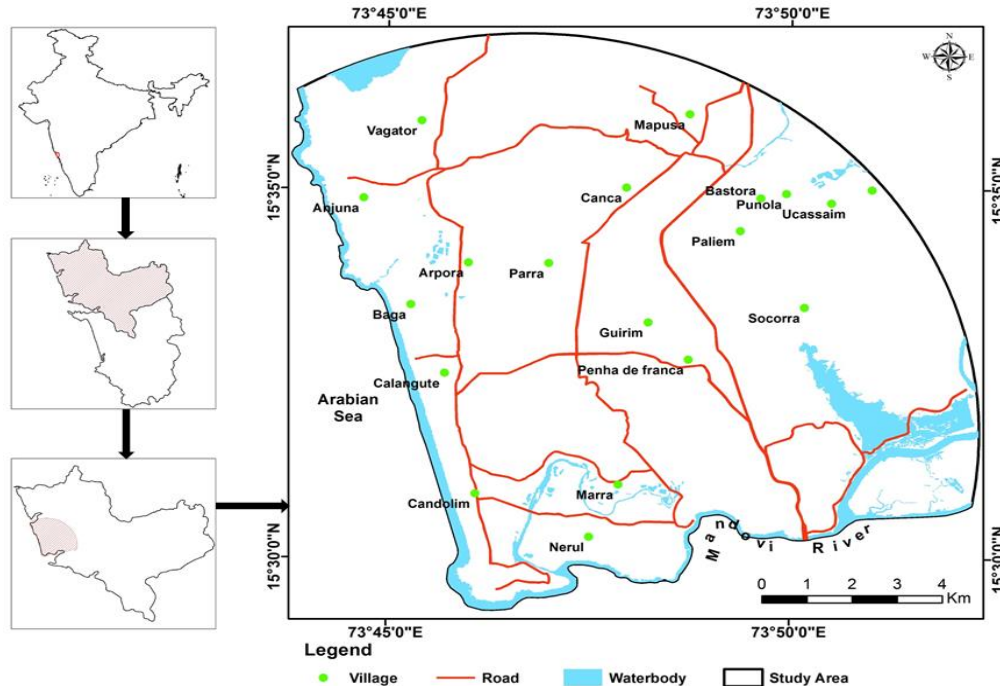 73°45'0"E
73°50'0"E
N
W
E
S
Mapusa
Vagator
15°35'0"N
15°35'0"N
Bastora
Canca
Punola
Anjuna
Ucassaim
Paliem
Arpora
Parra
Baga
Socorra
Guirim
Penha de franca
Calangute
Arabian
Sea
Marra
Candolim
Mandovi River
Nerul
15°30'0"N
15°30'0"N
0 1 2 3 4
Km
73°45'0"E
73°50'0"E
Legend
Village
Road
Waterbody
Study Area